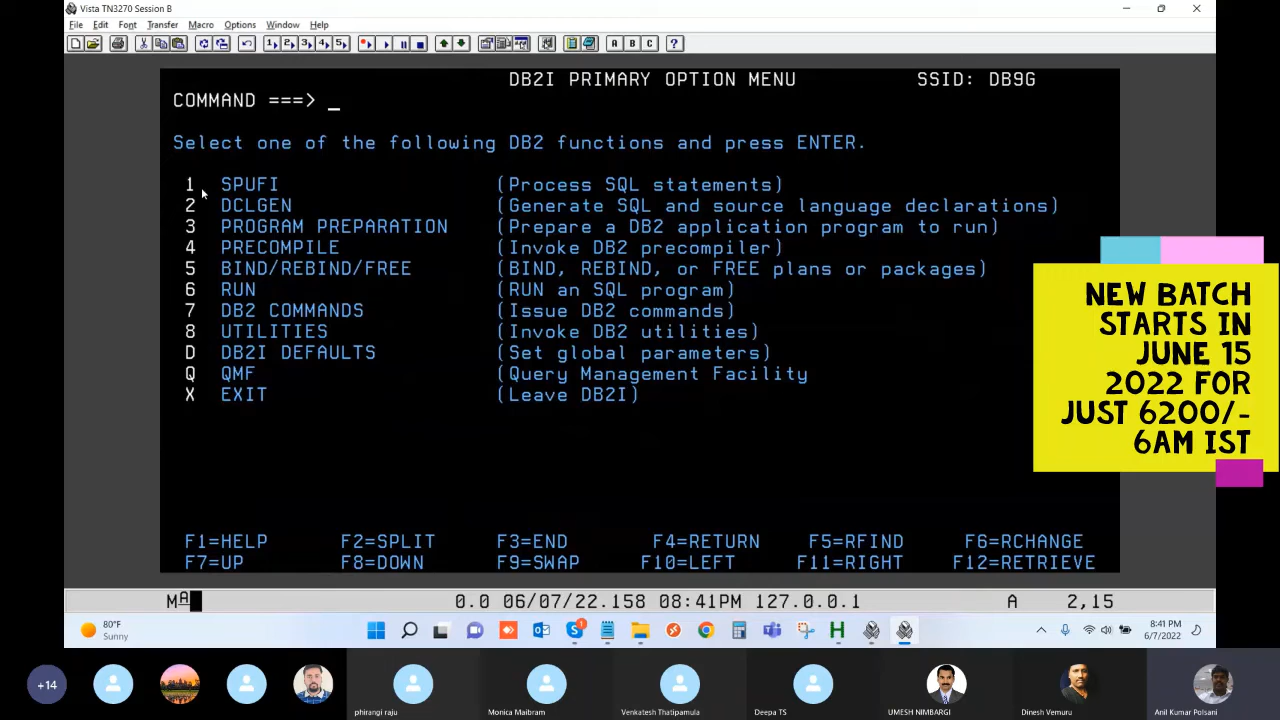 Vista TN3270 Session B
File Edit Font Transfer Macro Options Window Help
1 2 3 4 5 A B C ?
DB2I PRIMARY OPTION MENU SSID: DB9G
COMMAND ===> _
Select one of the following DB2 functions and press ENTER.
1 SPUFI (Process SQL statements)
2 DCLGEN (Generate SQL and source language declarations)
3 PROGRAM PREPARATION (Prepare a DB2 application program to run)
4 PRECOMPILE (Invoke DB2 precompiler)
5 BIND/REBIND/FREE (BIND, REBIND, or FREE plans or packages)
6 RUN (RUN an SQL program)
7 DB2 COMMANDS (Issue DB2 commands)
8 UTILITIES (Invoke DB2 utilities)
D DB2I DEFAULTS (Set global parameters)
Q QMF (Query Management Facility
X EXIT (Leave DB2I)
NEW BATCH
STARTS IN
JUNE 15
2022 FOR
JUST 6200/-
6AM IST
F1=HELP F2=SPLIT F3=END F4=RETURN F5=RFIND F6=RCHANGE
F7=UP F8=DOWN F9=SWAP F10=LEFT F11=RIGHT F12=RETRIEVE
MA 0.0 06/07/22.158 08:41PM 127.0.0.1 A 2,15
80°F
Sunny
1
H
8:41 PM
6/7/2022
+14
phirangi raju
Monica Maibram
Venkatesh Thatipamula
Deepa TS
UMESH NIMBARGI
Dinesh Vemuru
Anil Kumar Polsani